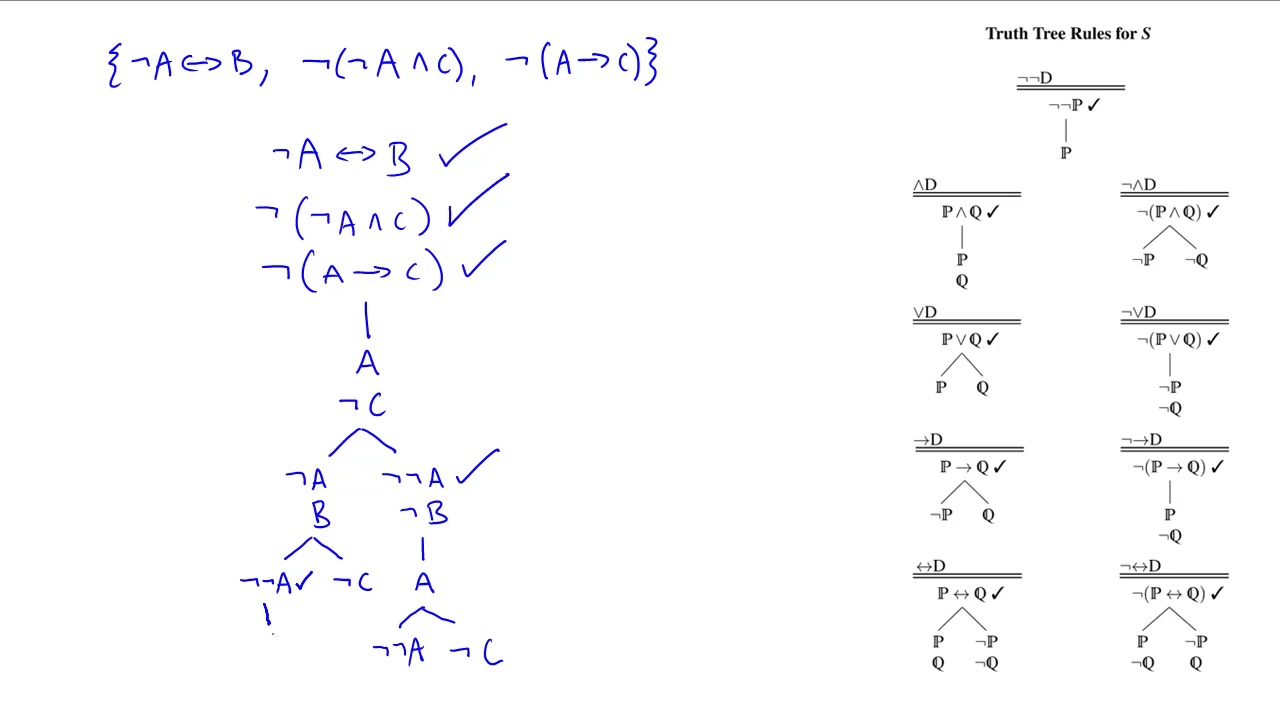 {¬A↔B, ¬(¬A∧C), ¬(A→C)}
¬A ↔ B ✓
¬(¬A ∧ C) ✓
¬(A → C) ✓
A
¬C
¬A ¬¬A ✓
B ¬B
¬¬A✓ ¬C A
¬¬A ¬C
Truth Tree Rules for S
¬¬D
¬¬ℙ ✓
ℙ
∧D ¬∧D
ℙ ∧ ℚ ✓ ¬(ℙ ∧ ℚ) ✓
ℙ ¬ℙ ¬ℚ
ℚ
∨D ¬∨D
ℙ ∨ ℚ ✓ ¬(ℙ ∨ ℚ) ✓
ℙ ℚ ¬ℙ
¬ℚ
→D ¬→D
ℙ → ℚ ✓ ¬(ℙ → ℚ) ✓
¬ℙ ℚ ℙ
¬ℚ
↔D ¬↔D
ℙ ↔ ℚ ✓ ¬(ℙ ↔ ℚ) ✓
ℙ ¬ℙ ℙ ¬ℙ
ℚ ¬ℚ ¬ℚ ℚ